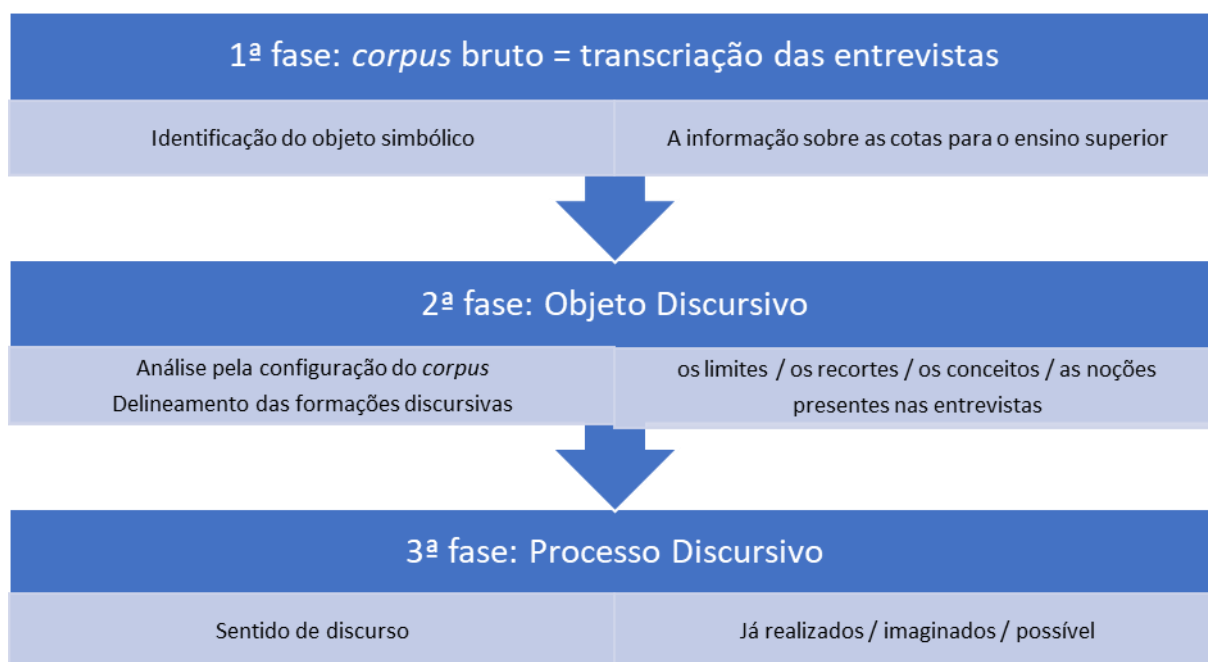 1ª fase: corpus bruto = transcriação das entrevistas
Identificação do objeto simbólico
A informação sobre as cotas para o ensino superior
2ª fase: Objeto Discursivo
Análise pela configuração do corpus
Delineamento das formações discursivas
os limites / os recortes / os conceitos / as noções
presentes nas entrevistas
3ª fase: Processo Discursivo
Sentido de discurso
Já realizados / imaginados / possível